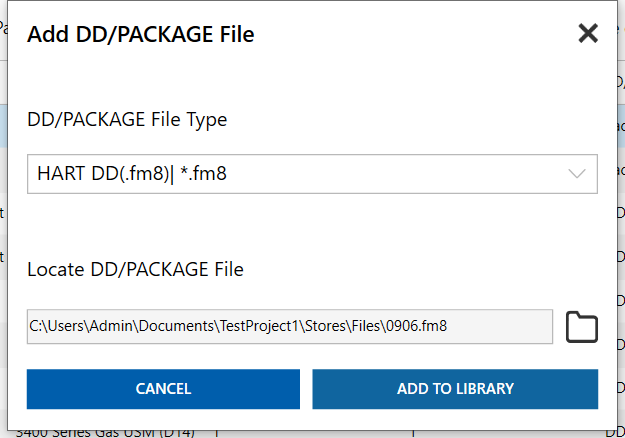 Add DD/PACKAGE File
DD/PACKAGE File Type
HART DD(.fm8)| *.fm8
Locate DD/PACKAGE File
C:\Users\Admin\Documents\TestProject1\Stores\Files\0906.fm8
CANCEL
ADD TO LIBRARY
3400 Series Gas USM (DT4)